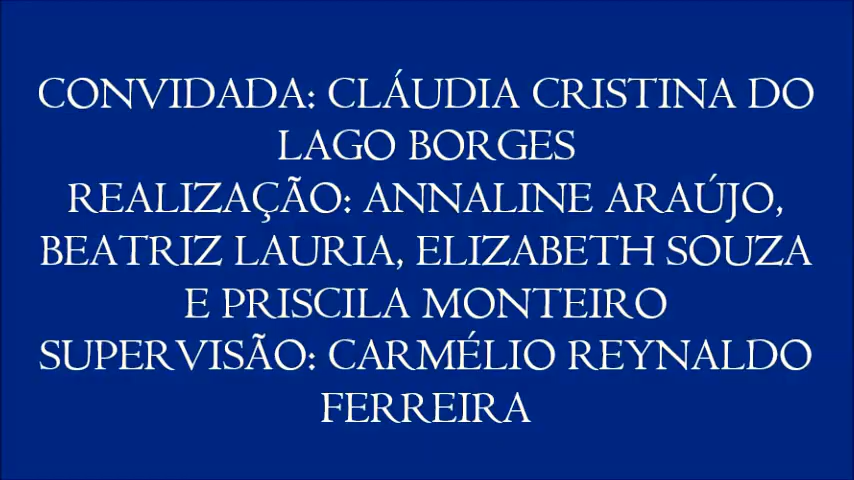 CONVIDADA: CLÁUDIA CRISTINA DO
LAGO BORGES
REALIZAÇÃO: ANNALINE ARAÚJO,
BEATRIZ LAURIA, ELIZABETH SOUZA
E PRISCILA MONTEIRO
SUPERVISÃO: CARMÉLIO REYNALDO
FERREIRA